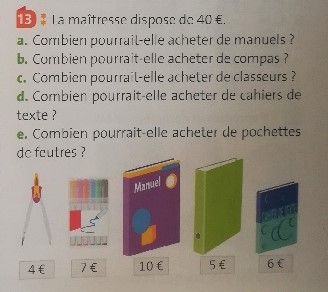 13 La maîtresse dispose de 40 €.
a. Combien pourrait-elle acheter de manuels ?
b. Combien pourrait-elle acheter de compas ?
c. Combien pourrait-elle acheter de classeurs ?
d. Combien pourrait-elle acheter de cahiers de
texte ?
e. Combien pourrait-elle acheter de pochettes
de feutres ?
Manuel
4 €
7 €
10 €
5 €
6 €